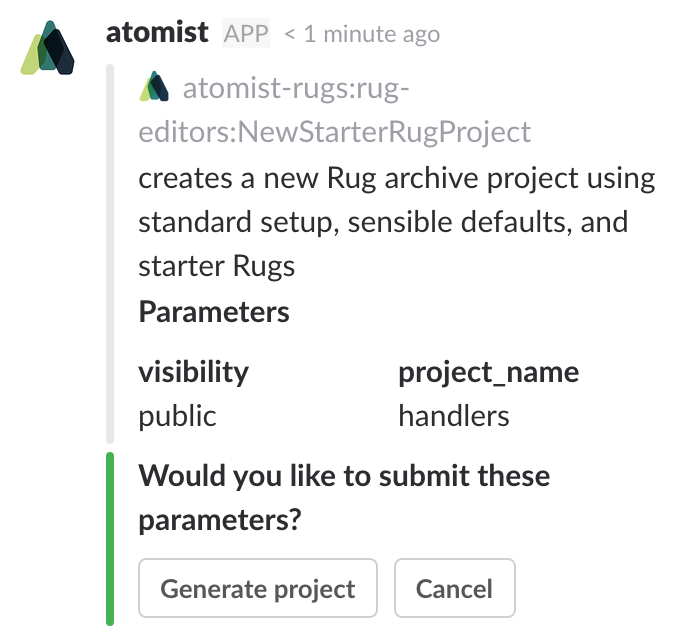 atomist APP < 1 minute ago
atomist-rugs:rug-
editors:NewStarterRugProject
creates a new Rug archive project using
standard setup, sensible defaults, and
starter Rugs
Parameters
visibility project_name
public handlers
Would you like to submit these
parameters?
Generate project Cancel